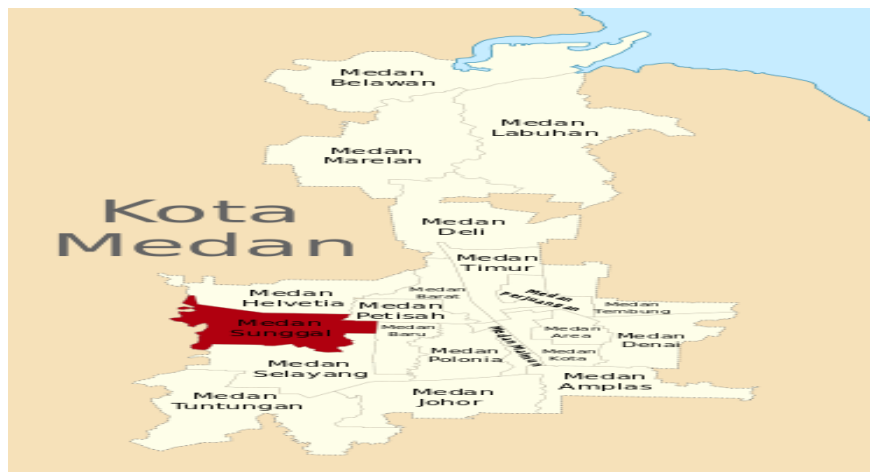 Medan
Belawan
Medan
Labuhan
Medan
Marelan
Kota
Medan
Medan
Deli
Medan
Timur
Medan
Helvetia
Medan
Barat
Medan
Perjuangan
Medan
Petisah
Medan
Tembung
Medan
Sunggal
Medan
Baru
Medan Maimun
Medan
Area
Medan
Denai
Medan
Polonia
Medan
Kota
Medan
Selayang
Medan
Amplas
Medan
Tuntungan
Medan
Johor